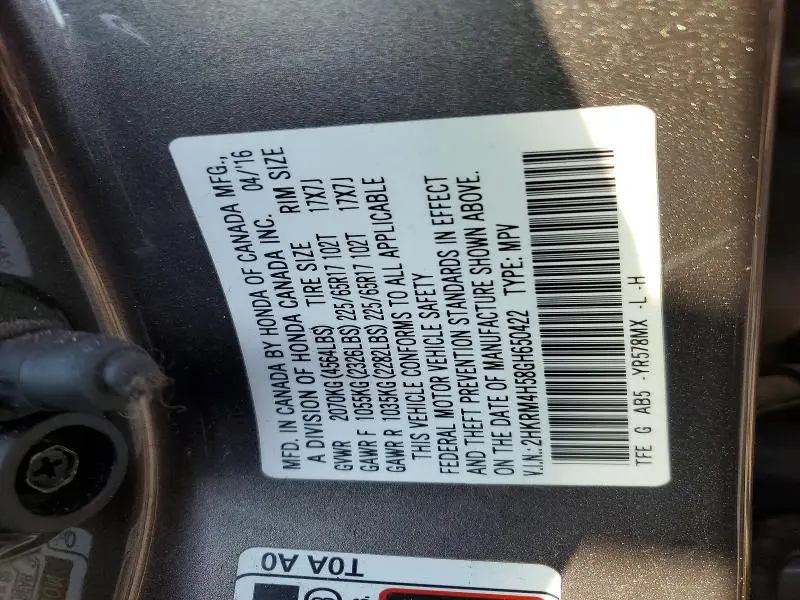 MFD. IN CANADA BY HONDA OF CANADA MFG.,
A DIVISION OF HONDA CANADA INC. 04/16
GVWR 2070KG(4564LBS) TIRE SIZE RIM SIZE
GAWR F 1055KG(2326LBS) 225/65R17 102T 17X7J
GAWR R 1035KG(2282LBS) 225/65R17 102T 17X7J
THIS VEHICLE CONFORMS TO ALL APPLICABLE
FEDERAL MOTOR VEHICLE SAFETY
AND THEFT PREVENTION STANDARDS IN EFFECT
ON THE DATE OF MANUFACTURE SHOWN ABOVE.
V.I.N.: 2HKRM4H58GH650422 TYPE: MPV
TFE G AB5 -YR578MX -L -H
T0A A0